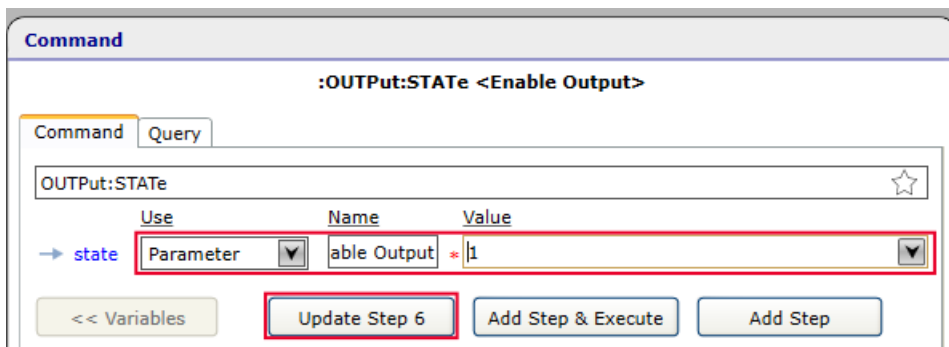 Command
:OUTPut:STATe <Enable Output>
Command Query
OUTPut:STATe
Use Name Value
state Parameter able Output * 1
<< Variables Update Step 6 Add Step & Execute Add Step